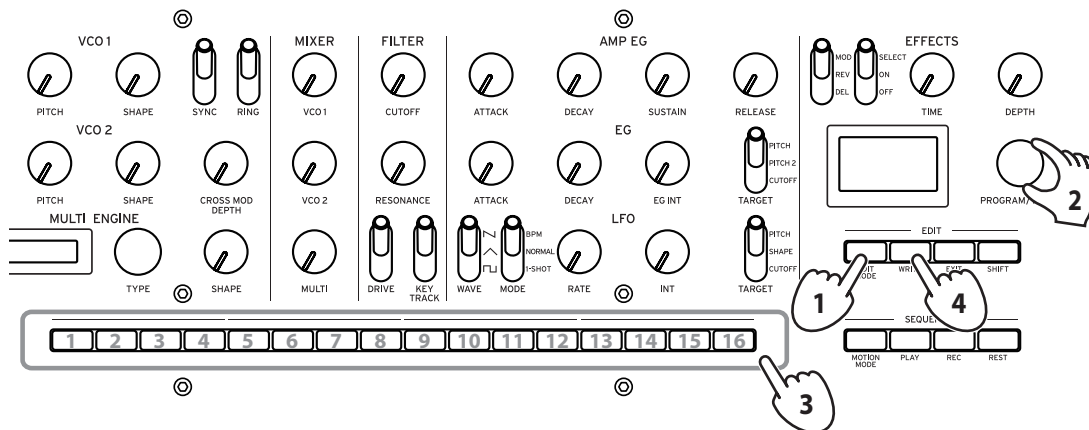 VCO 1
MIXER
FILTER
AMP EG
EFFECTS
MOD
REV
DEL
SELECT
ON
OFF
PITCH
SHAPE
SYNC
RING
VCO 1
CUTOFF
ATTACK
DECAY
SUSTAIN
RELEASE
TIME
DEPTH
VCO 2
EG
PITCH
PITCH 2
CUTOFF
PITCH
SHAPE
CROSS MOD
DEPTH
VCO 2
RESONANCE
ATTACK
DECAY
EG INT
TARGET
PROGRAM/
2
MULTI ENGINE
LFO
BPM
NORMAL
1-SHOT
PITCH
SHAPE
CUTOFF
EDIT
TYPE
SHAPE
MULTI
DRIVE
KEY
TRACK
WAVE
MODE
RATE
INT
TARGET
MODE
SHIFT
1
4
1 2 3 4 5 6 7 8 9 10 11 12 13 14 15 16
3
MOTION
MODE
PLAY
REC
REST